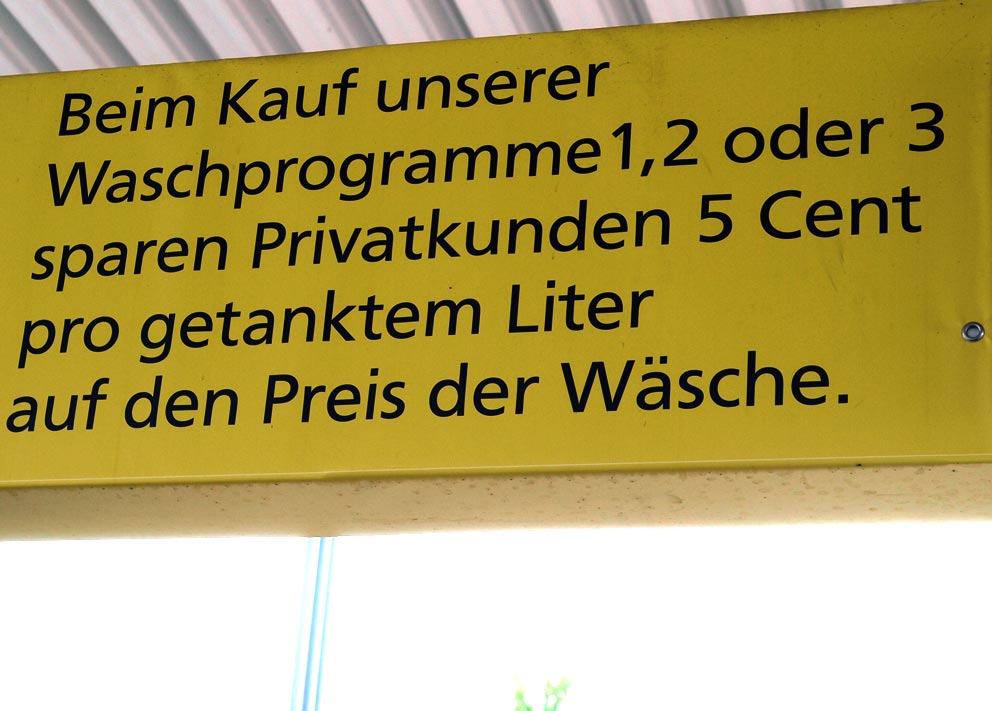 Beim Kauf unserer
Waschprogramme1,2 oder 3
sparen Privatkunden 5 Cent
pro getanktem Liter
auf den Preis der Wäsche.